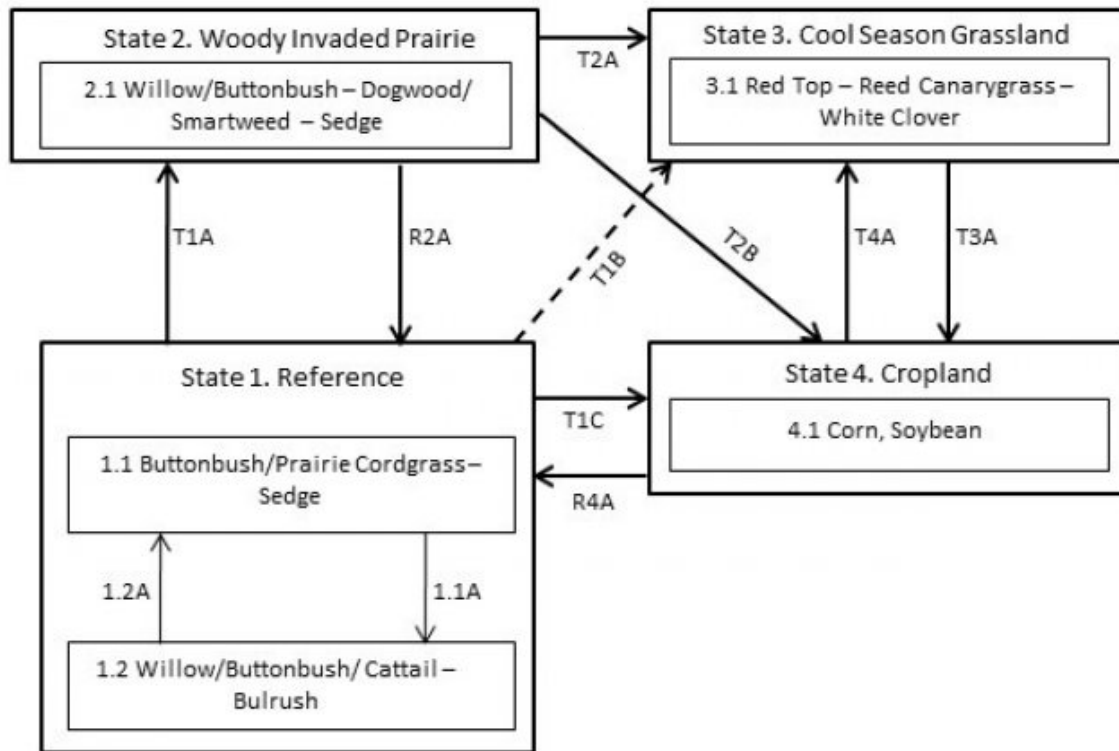 State 2. Woody Invaded Prairie
2.1 Willow/Buttonbush – Dogwood/
Smartweed – Sedge
T2A
State 3. Cool Season Grassland
3.1 Red Top – Reed Canarygrass –
White Clover
T1A
R2A
T1B
T2B
T4A
T3A
State 1. Reference
1.1 Buttonbush/Prairie Cordgrass–
Sedge
1.2A
1.1A
1.2 Willow/Buttonbush/ Cattail –
Bulrush
T1C
R4A
State 4. Cropland
4.1 Corn, Soybean